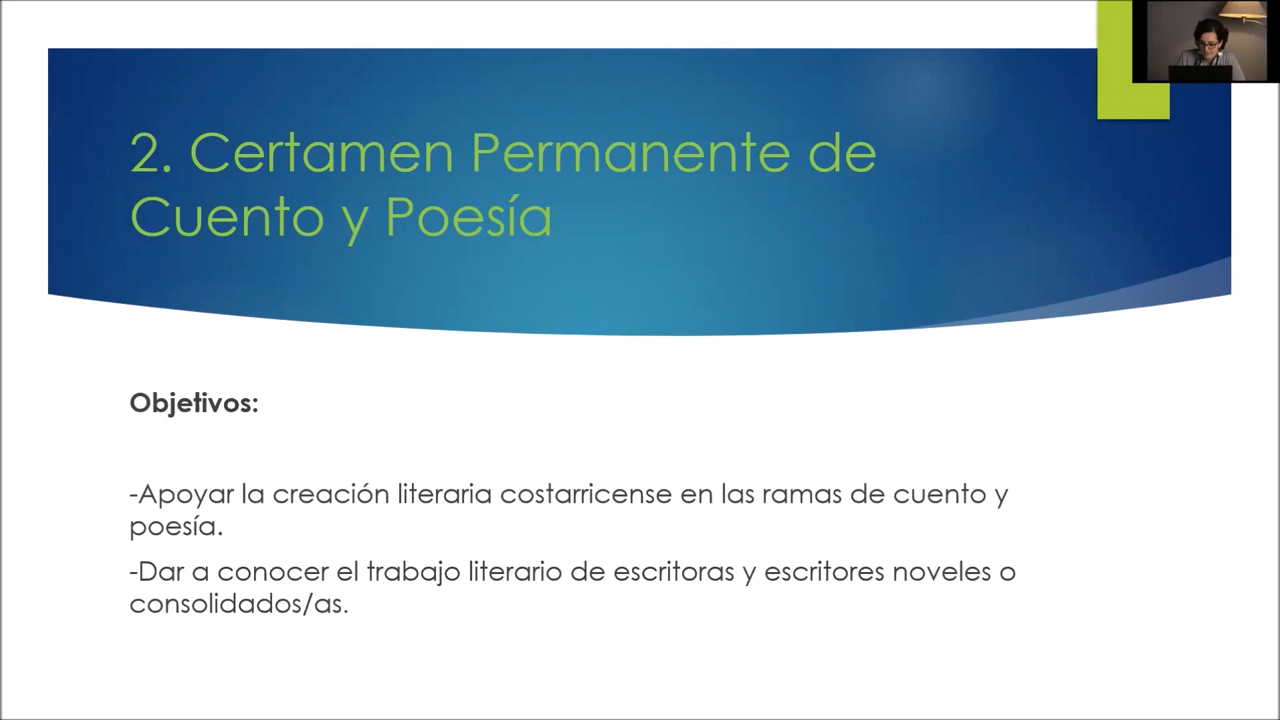 2. Certamen Permanente de
Cuento y Poesía
Objetivos:
-Apoyar la creación literaria costarricense en las ramas de cuento y
poesía.
-Dar a conocer el trabajo literario de escritoras y escritores noveles o
consolidados/as.